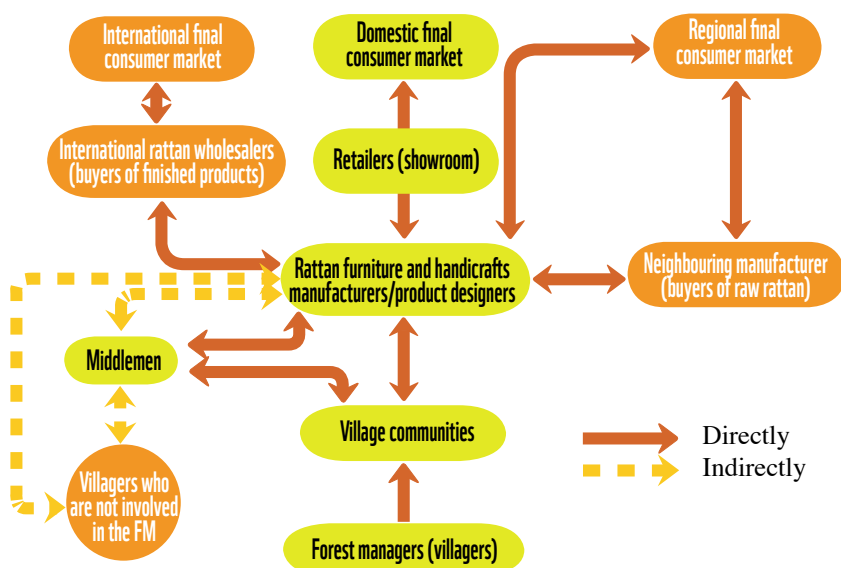 International final
consumer market
Domestic final
consumer market
Regional final
consumer market
International rattan wholesalers
(buyers of finished products)
Retailers (showroom)
Rattan furniture and handicrafts
manufacturers/product designers
Neighbouring manufacturer
(buyers of raw rattan)
Middlemen
Village communities
Villagers who
are not involved
in the FM
Forest managers (villagers)
Directly
Indirectly